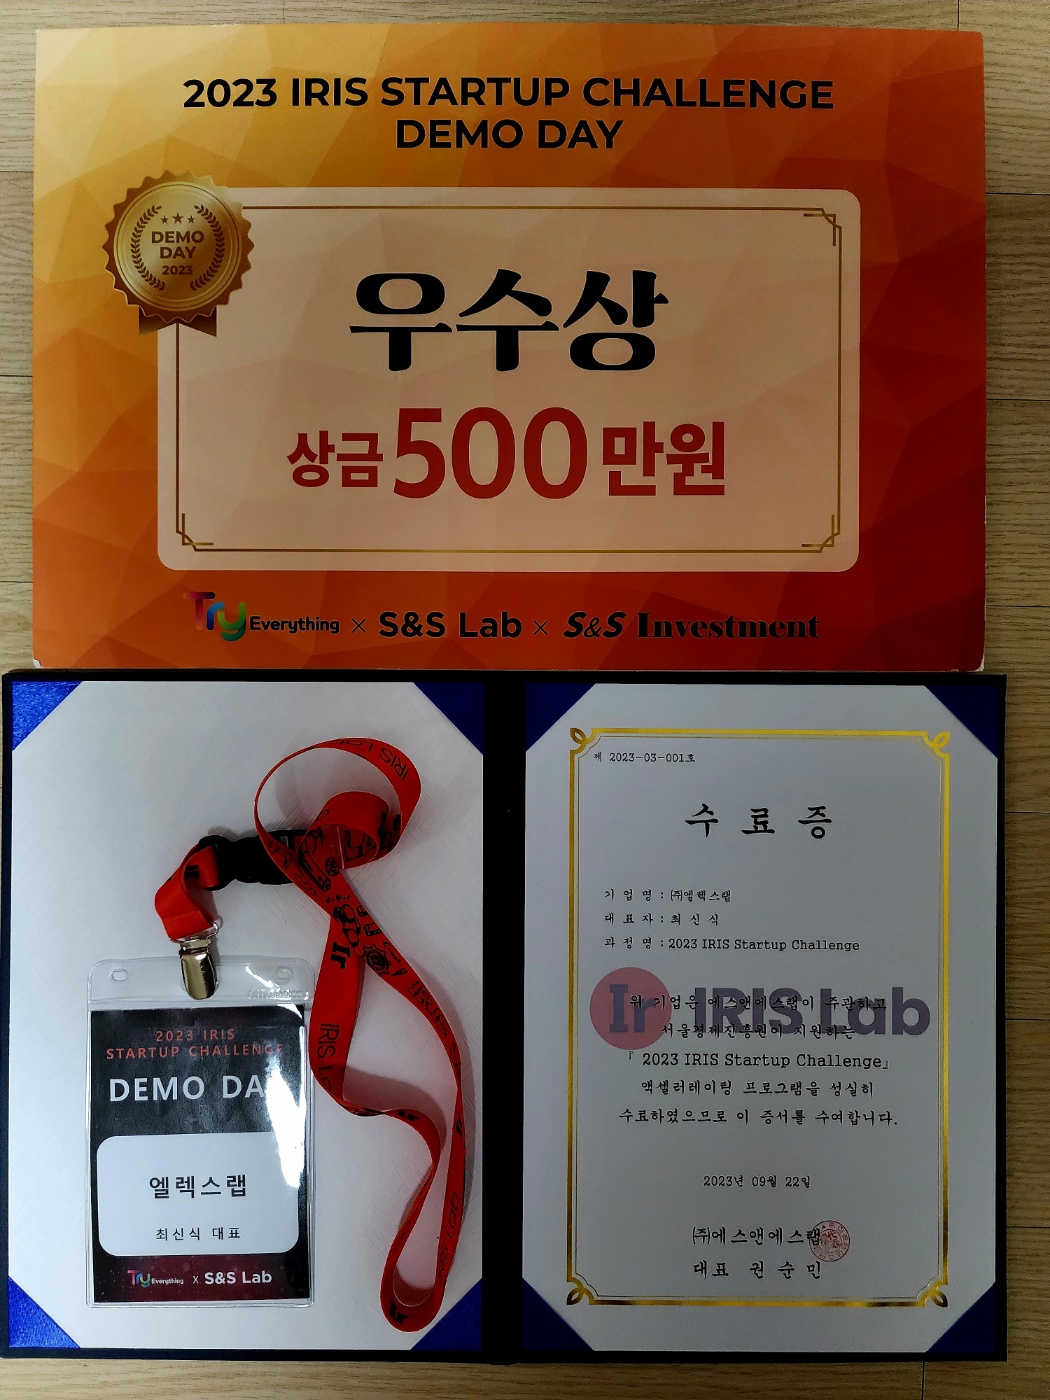 2023 IRIS STARTUP CHALLENGE
DEMO DAY
DEMO
DAY
2023
우수상
상금 500 만원
Try Everything × S&S Lab × S&S Investment
IRIS
Ir
IRIS
2023 IRIS
STARTUP CHALLENGE
DEMO DA
엘렉스랩
최신식 대표
Try Everything X S&S Lab
제 2023-03-001호
수 료 증
기 업 명 : ㈜엘렉스랩
대 표 자 : 최 신 식
과 정 명 : 2023 IRIS Startup Challenge
Ir IRIS Lab
위 기업은 에스앤에스랩이 주관하고
서울경제진흥원이 지원하는
『 2023 IRIS Startup Challenge』
액셀러레이팅 프로그램을 성실히
수료하였으므로 이 증서를 수여합니다.
2023년 09월 22일
㈜에스앤에스랩
대표 권 순 민